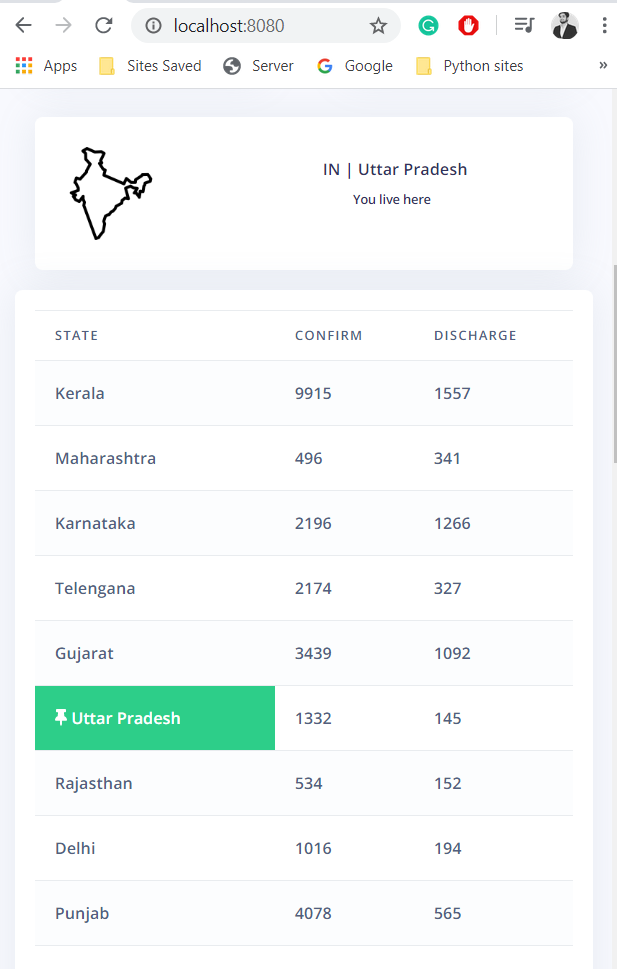 localhost:8080
Apps Sites Saved Server Google Python sites »
IN | Uttar Pradesh
You live here
STATE CONFIRM DISCHARGE
Kerala 9915 1557
Maharashtra 496 341
Karnataka 2196 1266
Telengana 2174 327
Gujarat 3439 1092
Uttar Pradesh 1332 145
Rajasthan 534 152
Delhi 1016 194
Punjab 4078 565